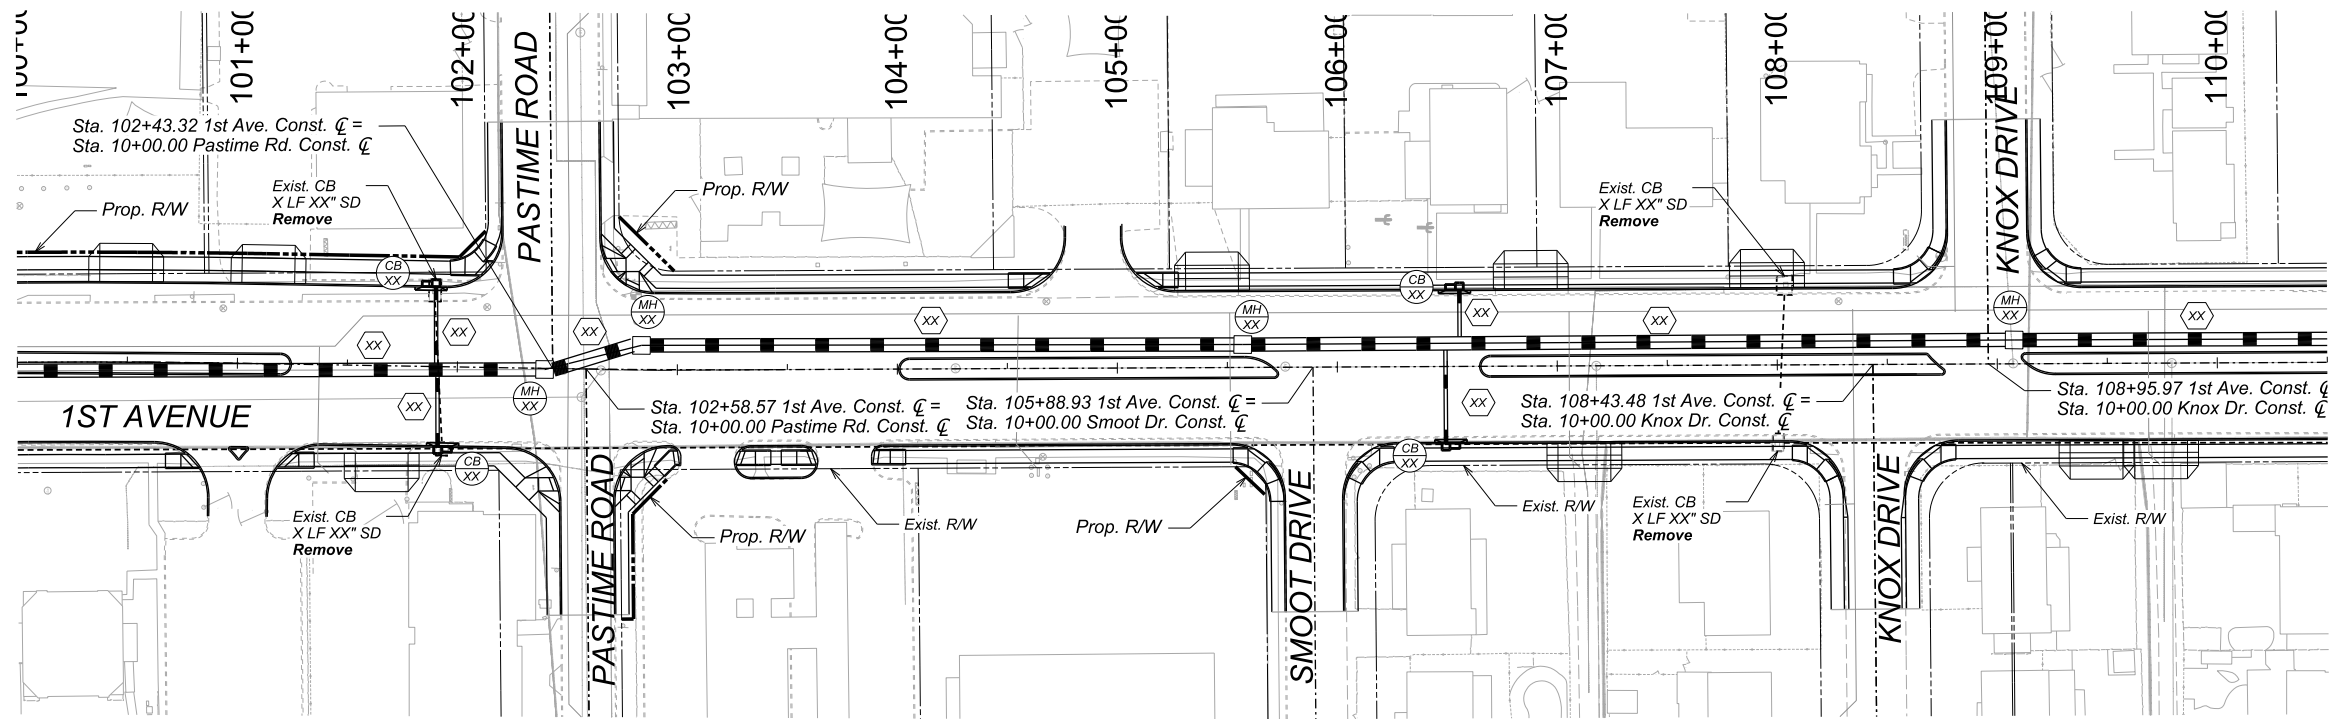 101+00
102+00
103+00
104+00
105+00
106+00
107+00
108+00
109+00
110+00
PASTIME ROAD
KNOX DRIVE
Sta. 102+43.32 1st Ave. Const. ℄ =
Sta. 10+00.00 Pastime Rd. Const. ℄
Exist. CB
X LF XX" SD
Remove
Prop. R/W
Prop. R/W
Exist. CB
X LF XX" SD
Remove
CB
XX
CB
XX
MH
XX
MH
XX
MH
XX
XX
XX
XX
XX
XX
XX
XX
1ST AVENUE
XX
MH
XX
XX
Sta. 102+58.57 1st Ave. Const. ℄ =
Sta. 10+00.00 Pastime Rd. Const. ℄
Sta. 105+88.93 1st Ave. Const. ℄ =
Sta. 10+00.00 Smoot Dr. Const. ℄
Sta. 108+43.48 1st Ave. Const. ℄ =
Sta. 10+00.00 Knox Dr. Const. ℄
Sta. 108+95.97 1st Ave. Const. ℄
Sta. 10+00.00 Knox Dr. Const. ℄
CB
XX
CB
XX
Exist. CB
X LF XX" SD
Remove
PASTIME ROAD
Prop. R/W
Exist. R/W
Prop. R/W
SMOOT DRIVE
Exist. R/W
Exist. CB
X LF XX" SD
Remove
KNOX DRIVE
Exist. R/W